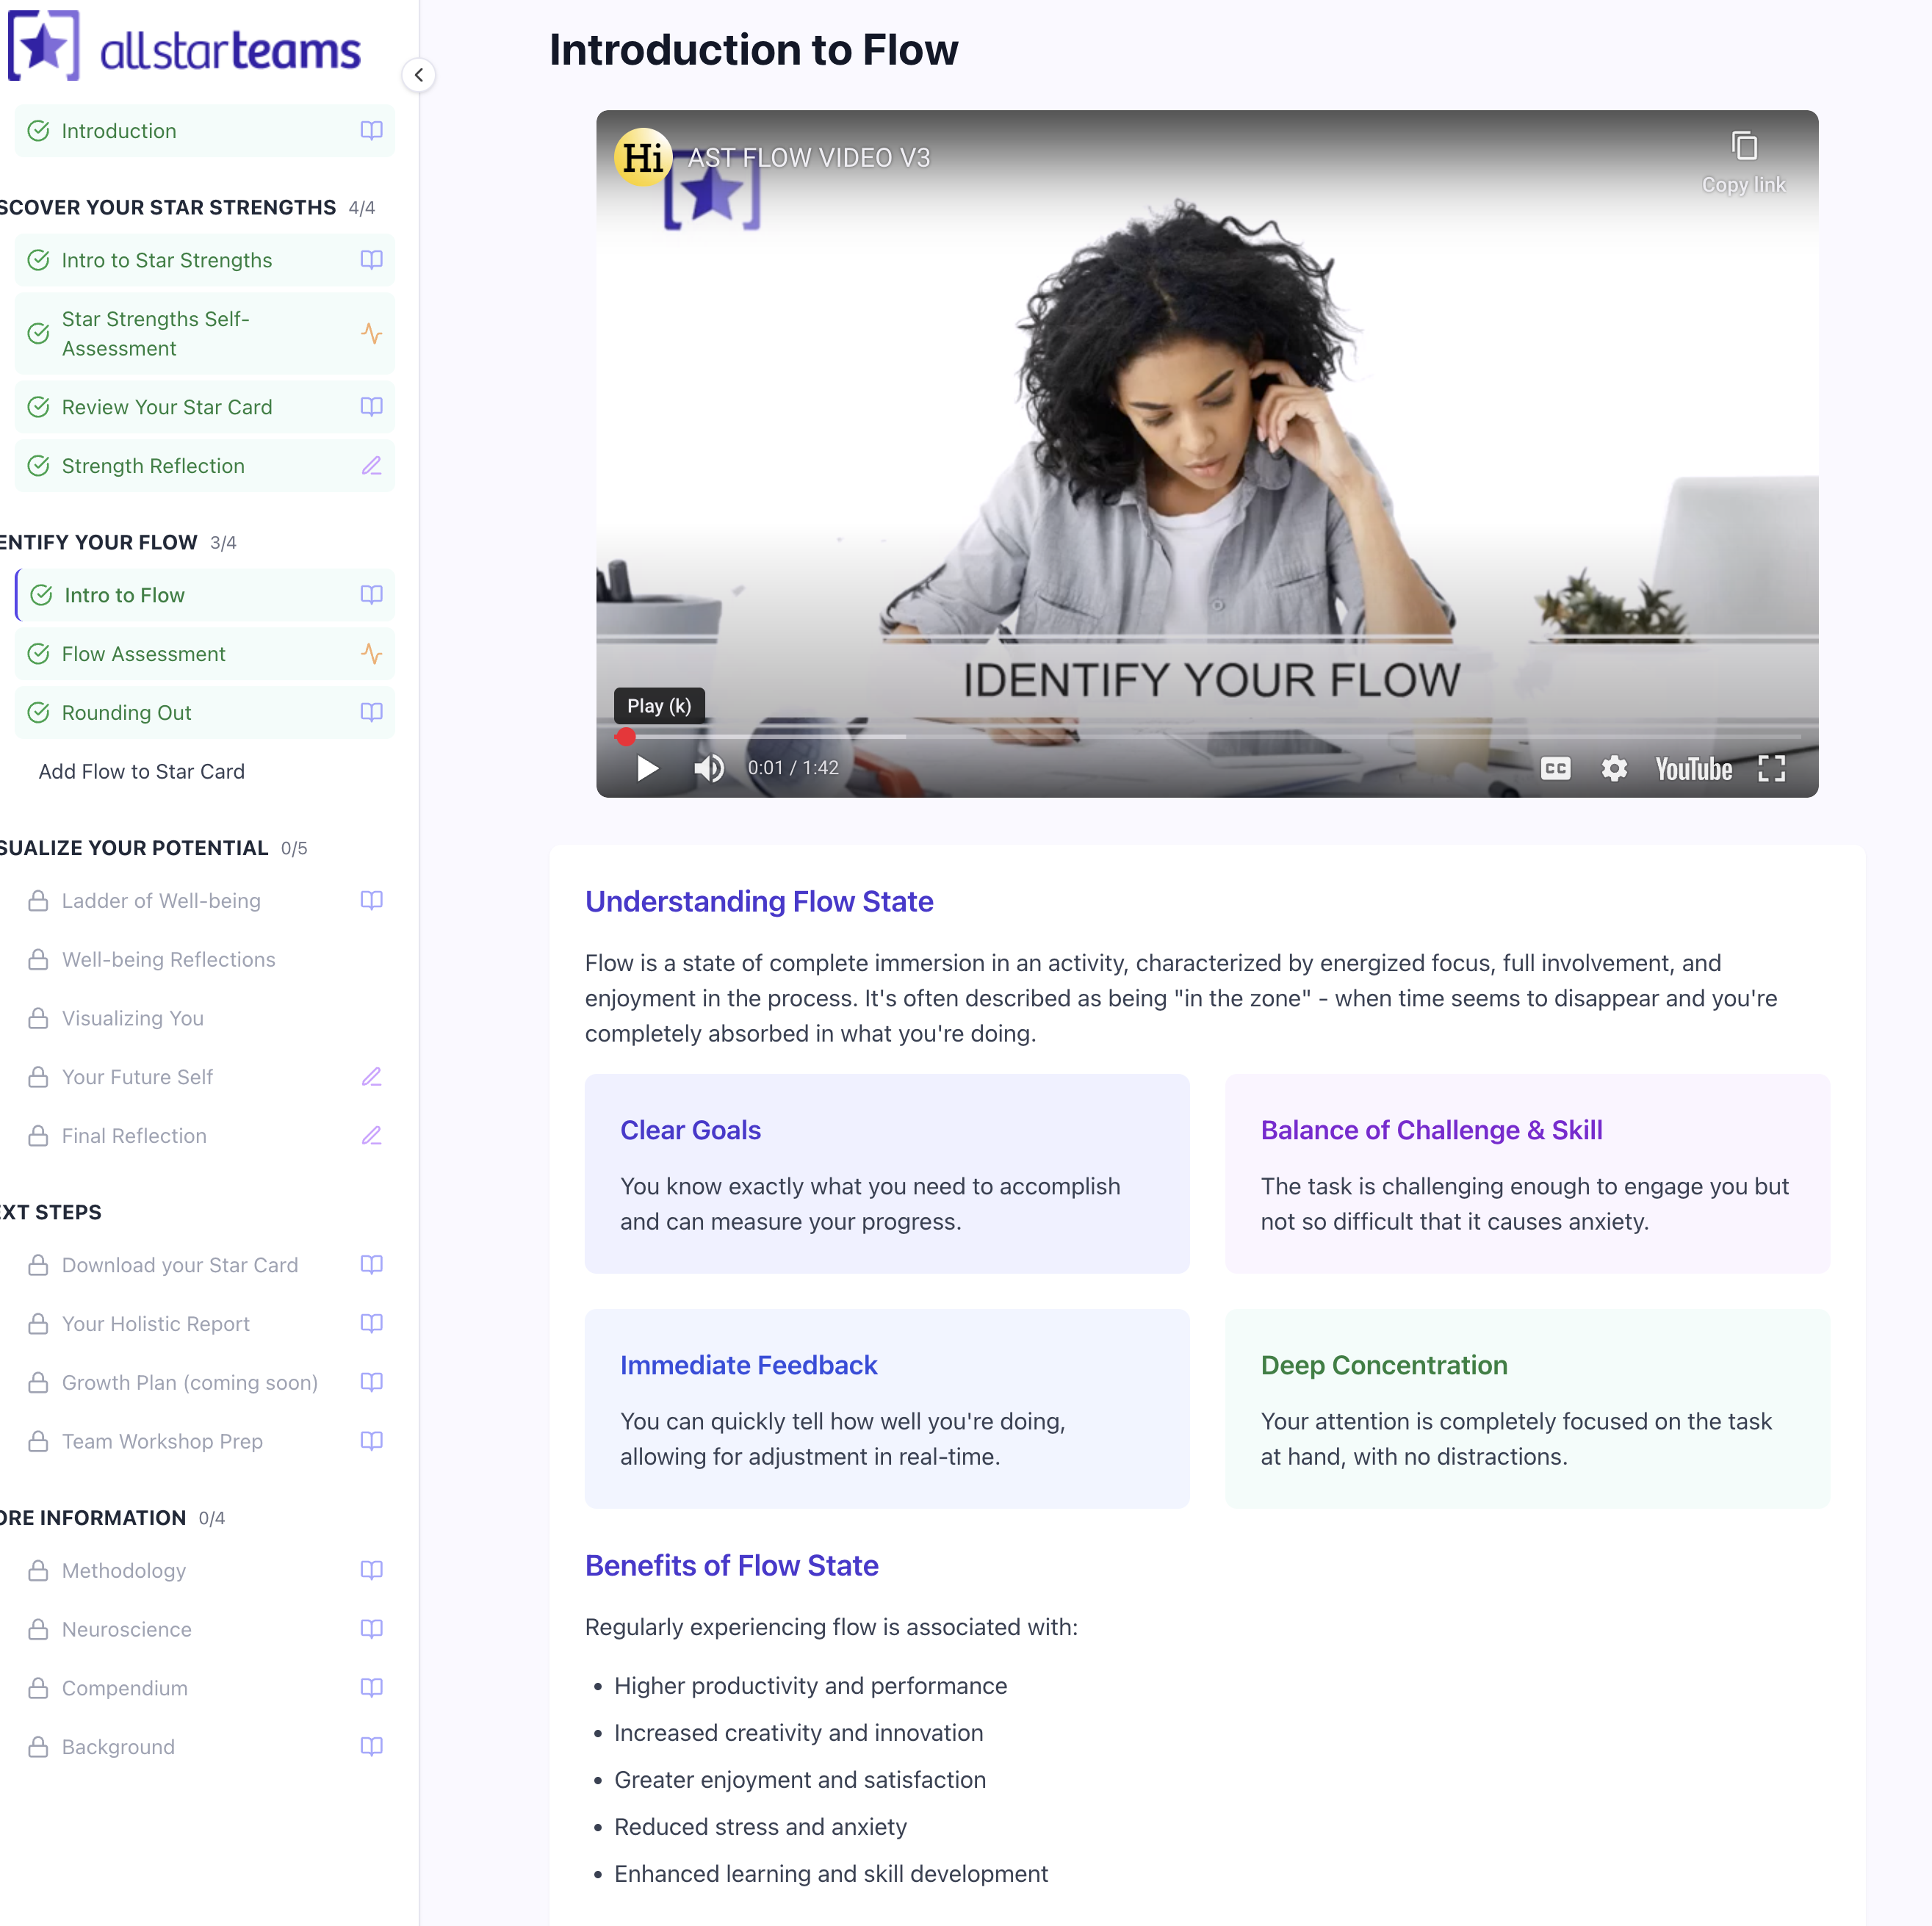 allstarteams
Introduction
SCOVER YOUR STAR STRENGTHS 4/4
Intro to Star Strengths
Star Strengths Self-
Assessment
Review Your Star Card
Strength Reflection
ENTIFY YOUR FLOW 3/4
Intro to Flow
Flow Assessment
Rounding Out
Add Flow to Star Card
SUALIZE YOUR POTENTIAL 0/5
Ladder of Well-being
Well-being Reflections
Visualizing You
Your Future Self
Final Reflection
EXT STEPS
Download your Star Card
Your Holistic Report
Growth Plan (coming soon)
Team Workshop Prep
ORE INFORMATION 0/4
Methodology
Neuroscience
Compendium
Background
Introduction to Flow
Hi AST FLOW VIDEO V3
Copy link
IDENTIFY YOUR FLOW
Play (k)
0:01 / 1:42
CC
YouTube
Understanding Flow State
Flow is a state of complete immersion in an activity, characterized by energized focus, full involvement, and
enjoyment in the process. It's often described as being "in the zone" - when time seems to disappear and you're
completely absorbed in what you're doing.
Clear Goals
You know exactly what you need to accomplish
and can measure your progress.
Balance of Challenge & Skill
The task is challenging enough to engage you but
not so difficult that it causes anxiety.
Immediate Feedback
You can quickly tell how well you're doing,
allowing for adjustment in real-time.
Deep Concentration
Your attention is completely focused on the task
at hand, with no distractions.
Benefits of Flow State
Regularly experiencing flow is associated with:
• Higher productivity and performance
• Increased creativity and innovation
• Greater enjoyment and satisfaction
• Reduced stress and anxiety
• Enhanced learning and skill development